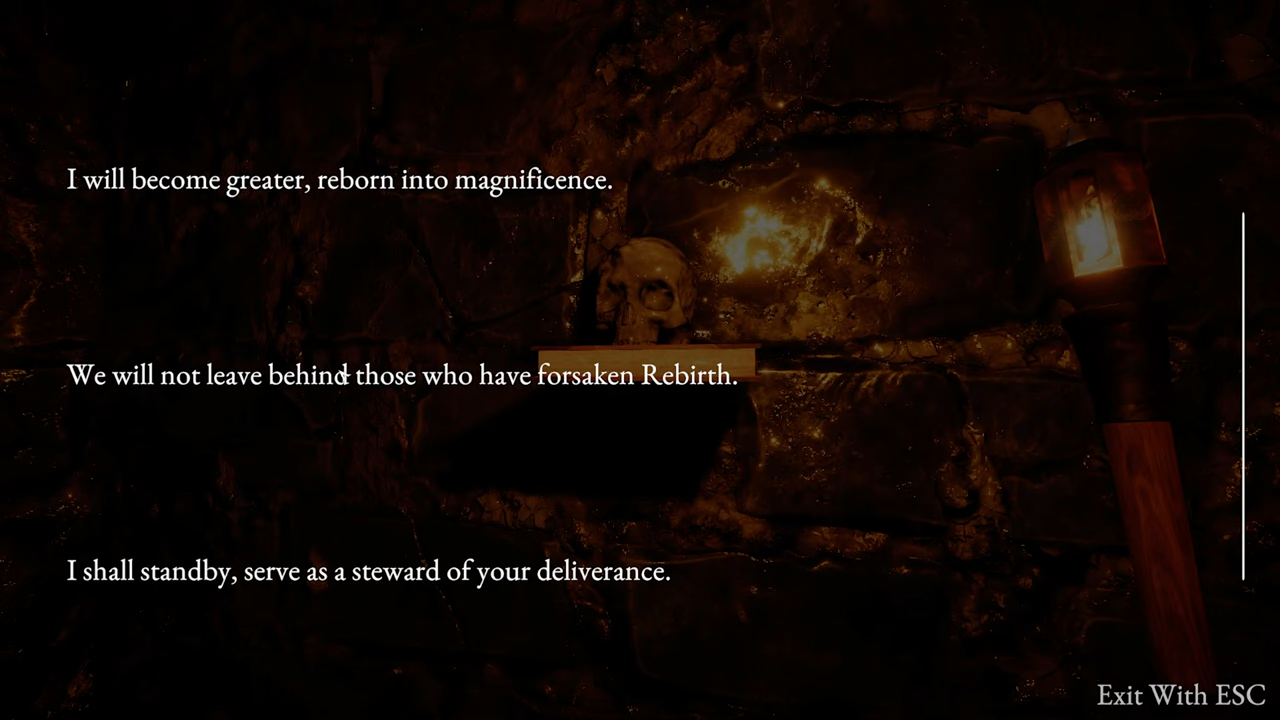 I will become greater, reborn into magnificence.
We will not leave behind those who have forsaken Rebirth.
I shall standby, serve as a steward of your deliverance.
Exit With ESC